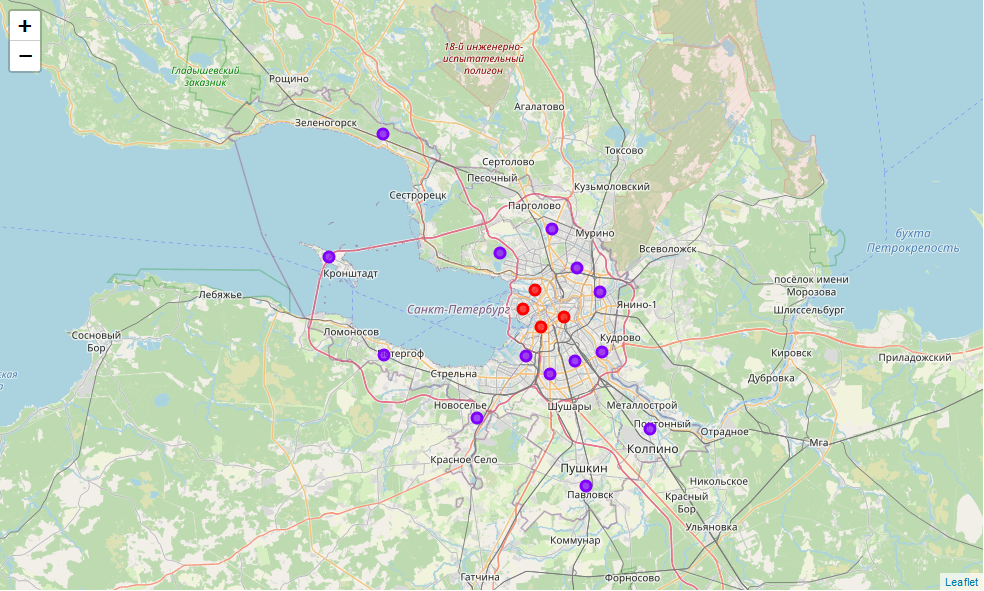 +
−
18-й инженерно-
испытательный
полигон
Гладышевский
заказник
Рощино
Агалатово
Зеленогорск
Токсово
Сертолово
Песочный
Кузьмоловский
Сестрорецк
Парголово
Мурино
Всеволожск
бухта
Петрокрепость
Кронштадт
посёлок имени
Морозова
Лебяжье
Янино-1
Санкт-Петербург
Шлиссельбург
Сосновый
Бор
Ломоносов
Кудрово
тергоф
Кировск
Приладожский
ская
а
Стрельна
Дубровка
Новоселье
Шушары
Металлострой
Понтонный
Отрадное
Мга
Колпино
Красное Село
Пушкин
Никольское
Павловск
Красный
Бор
Ульяновка
Коммунар
Гатчина
Форносово
Leaflet